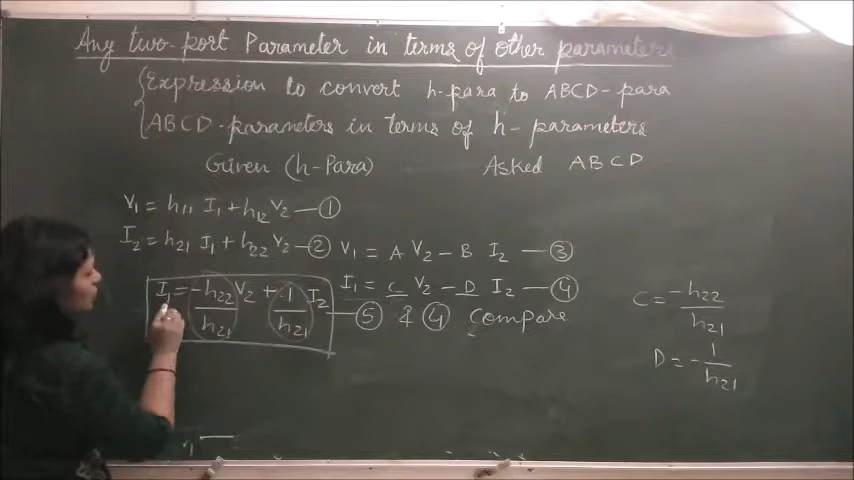 Any two-port Parameter in terms of other parameters
Expression to convert h-para to ABCD-para
ABCD-parameters in terms of h-parameters
Given (h-Para) Asked ABCD
V₁ = h₁₁ I₁ + h₁₂ V₂ — ①
I₂ = h₂₁ I₁ + h₂₂ V₂ — ② V₁ = A V₂ - B I₂ — ③
I₁ = -h₂₂/h₂₁ V₂ + 1/h₂₁ I₂ — ⑤ I₁ = C V₂ - D I₂ — ④
& ④ compare
C = -h₂₂/h₂₁
D = -1/h₂₁